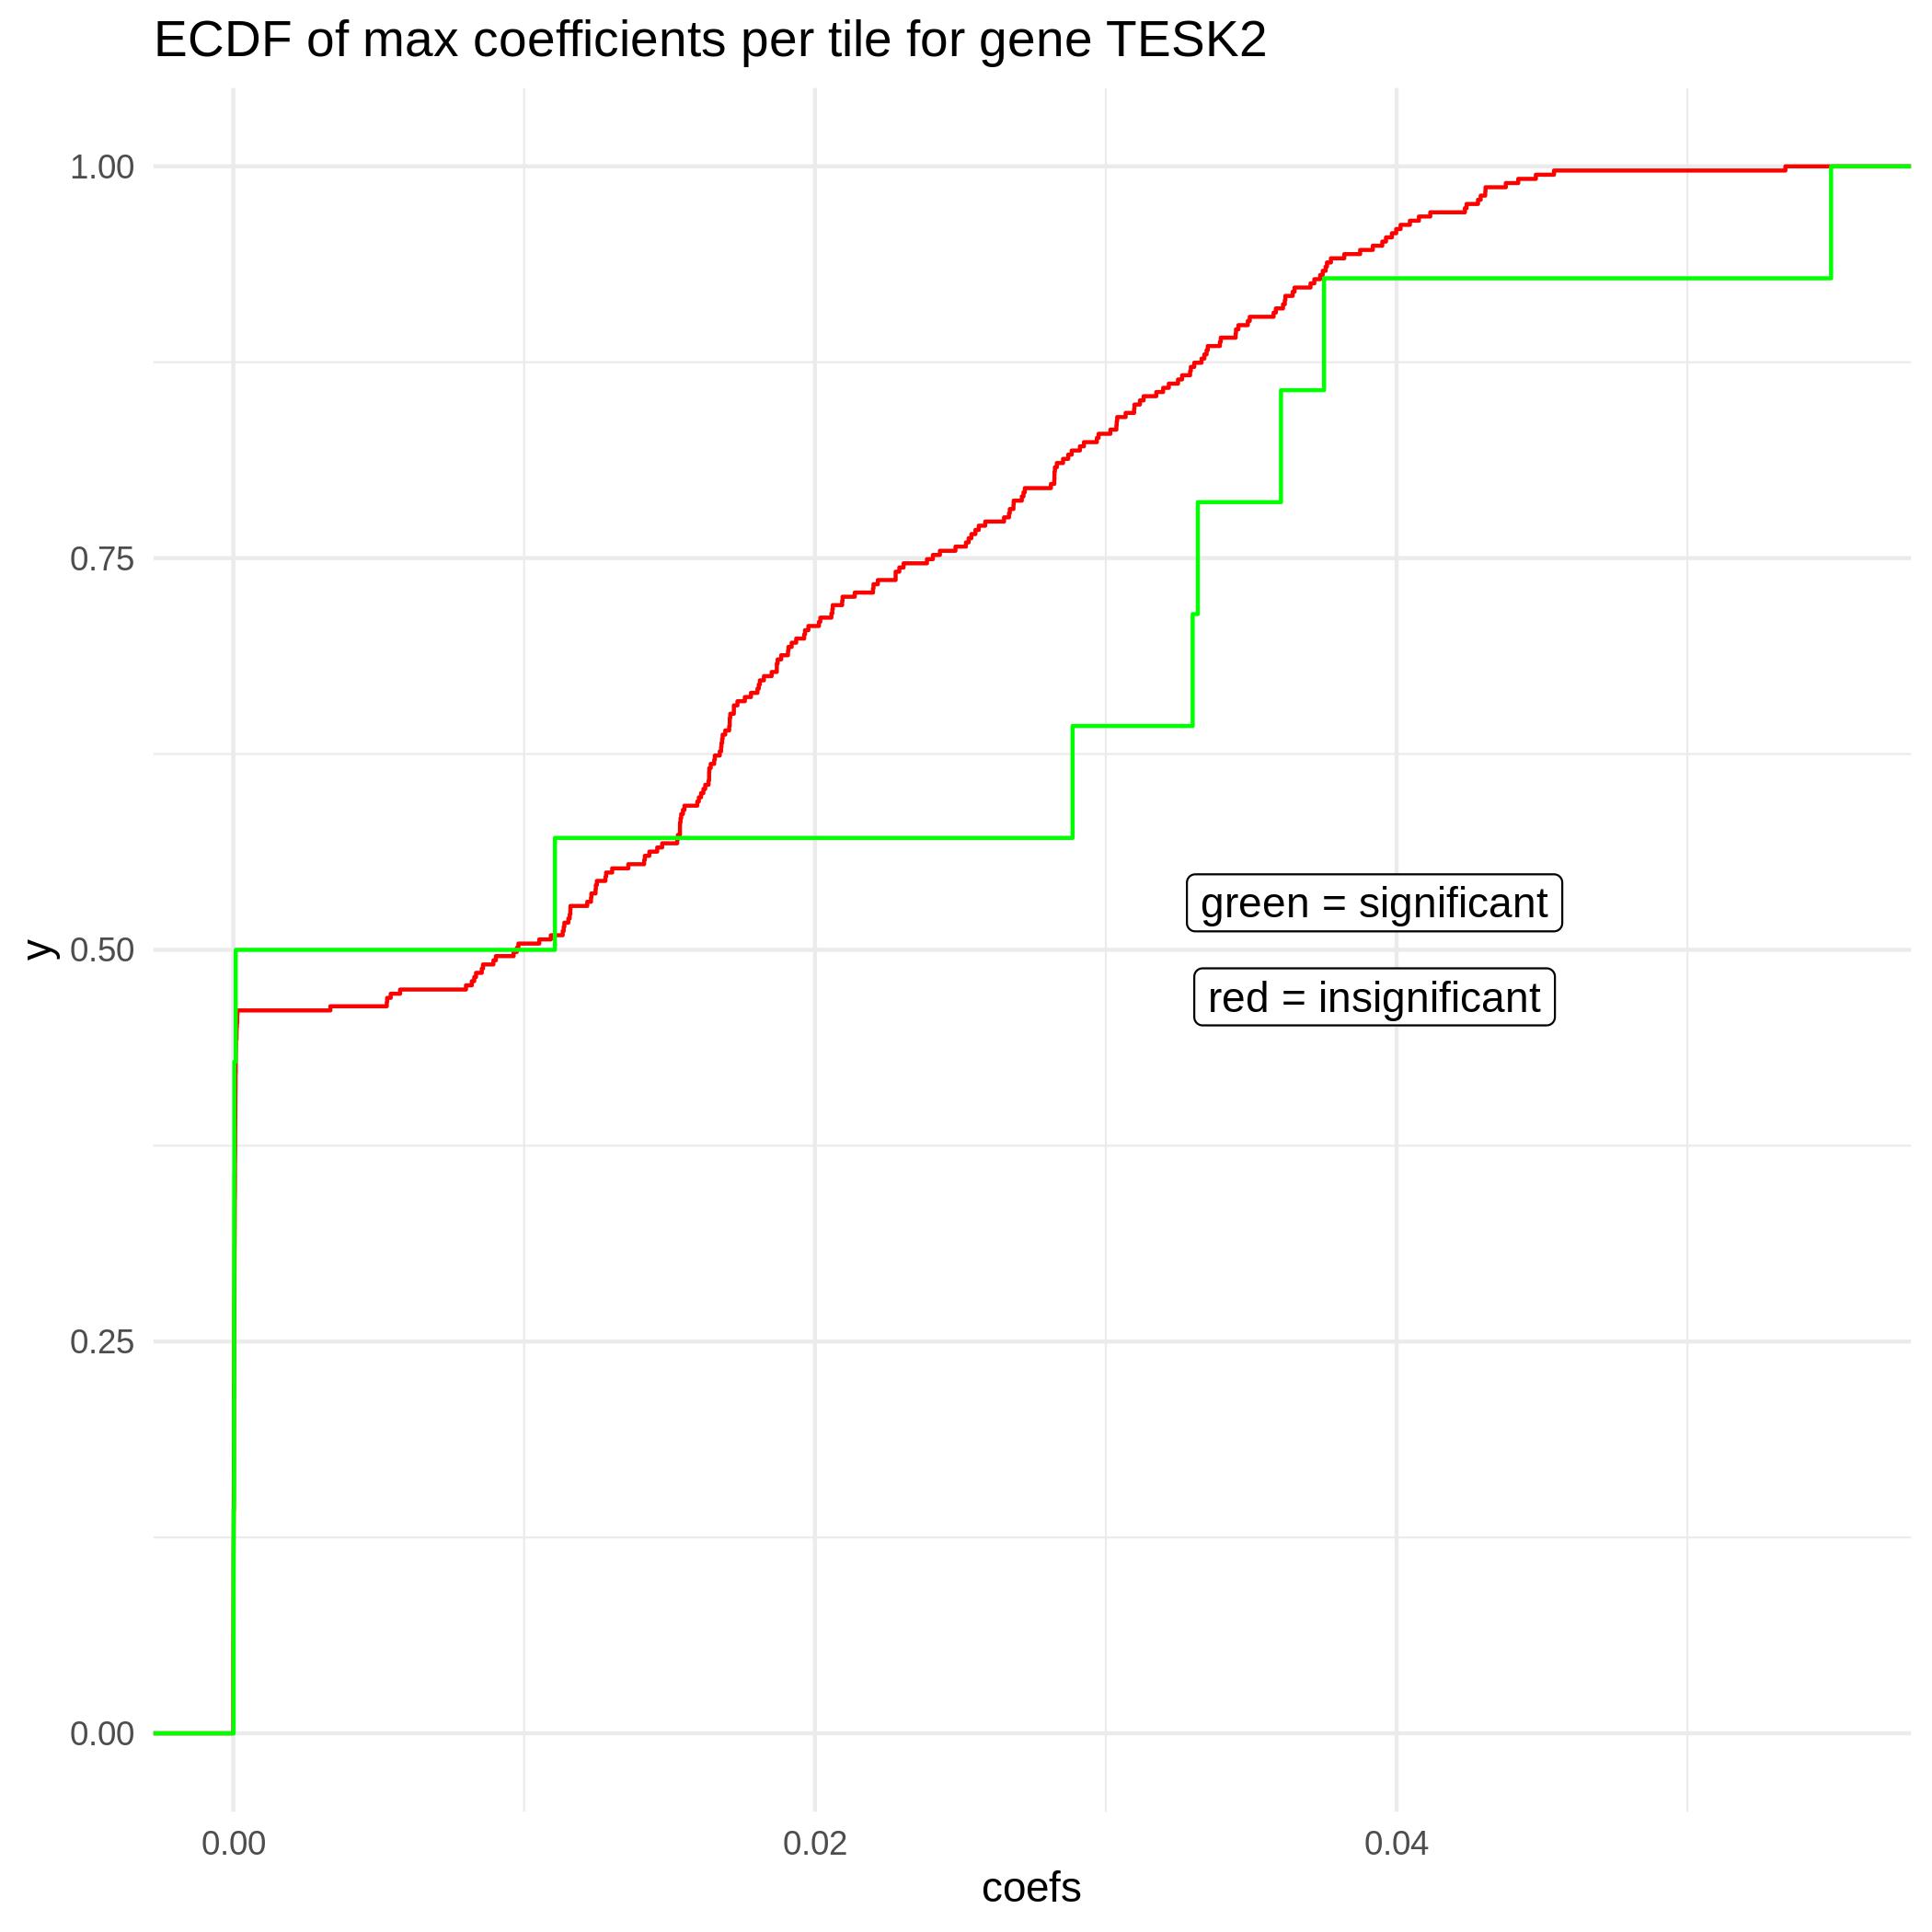 ECDF of max coefficients per tile for gene TESK2
1.00
0.75
0.50
0.25
0.00
y
green = significant
red = insignificant
0.00 0.02 0.04
coefs